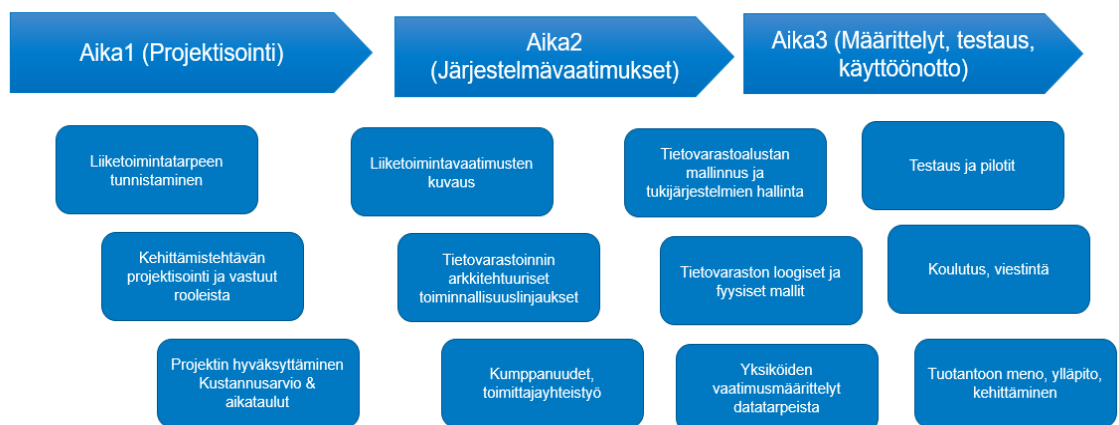 Aika1 (Projektisointi)
Aika2
(Järjestelmävaatimukset)
Aika3 (Määrittelyt, testaus,
käyttöönotto)
Liiketoimintatarpeen
tunnistaminen
Kehittämistehtävän
projektisointi ja vastuut
rooleista
Projektin hyväksyttäminen
Kustannusarvio &
aikataulut
Liiketoimintavaatimusten
kuvaus
Tietovarastoinnin
arkkitehtuuriset
toiminnallisuuslinjaukset
Kumppanuudet,
toimittajayhteistyö
Tietovarastoalustan
mallinnus ja
tukijärjestelmien hallinta
Tietovaraston loogiset ja
fyysiset mallit
Yksiköiden
vaatimusmäärittelyt
datatarpeista
Testaus ja pilotit
Koulutus, viestintä
Tuotantoon meno, ylläpito,
kehittäminen